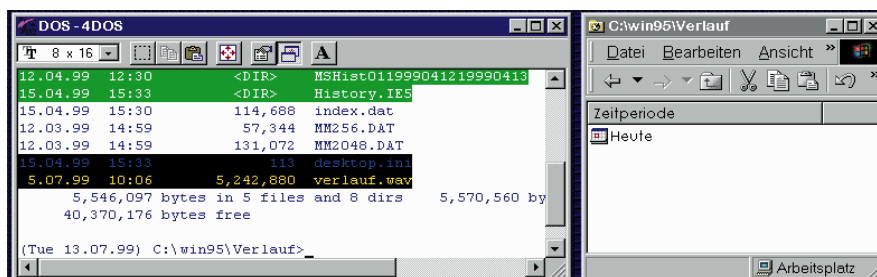 DOS - 4DOS
8 x 16
A
12.04.99 12:30 <DIR> MSHist011999041219990413
15.04.99 15:33 <DIR> History.IE5
15.04.99 15:30 114,688 index.dat
12.03.99 14:59 57,344 MM256.DAT
12.03.99 14:59 131,072 MM2048.DAT
15.04.99 15:33 113 desktop.ini
5.07.99 10:06 5,242,880 verlauf.wav
5,546,097 bytes in 5 files and 8 dirs 5,570,560 by
40,370,176 bytes free
(Tue 13.07.99) C:\win95\Verlauf>
C:\win95\Verlauf
Datei Bearbeiten Ansicht »
Zeitperiode
Heute
Arbeitsplatz